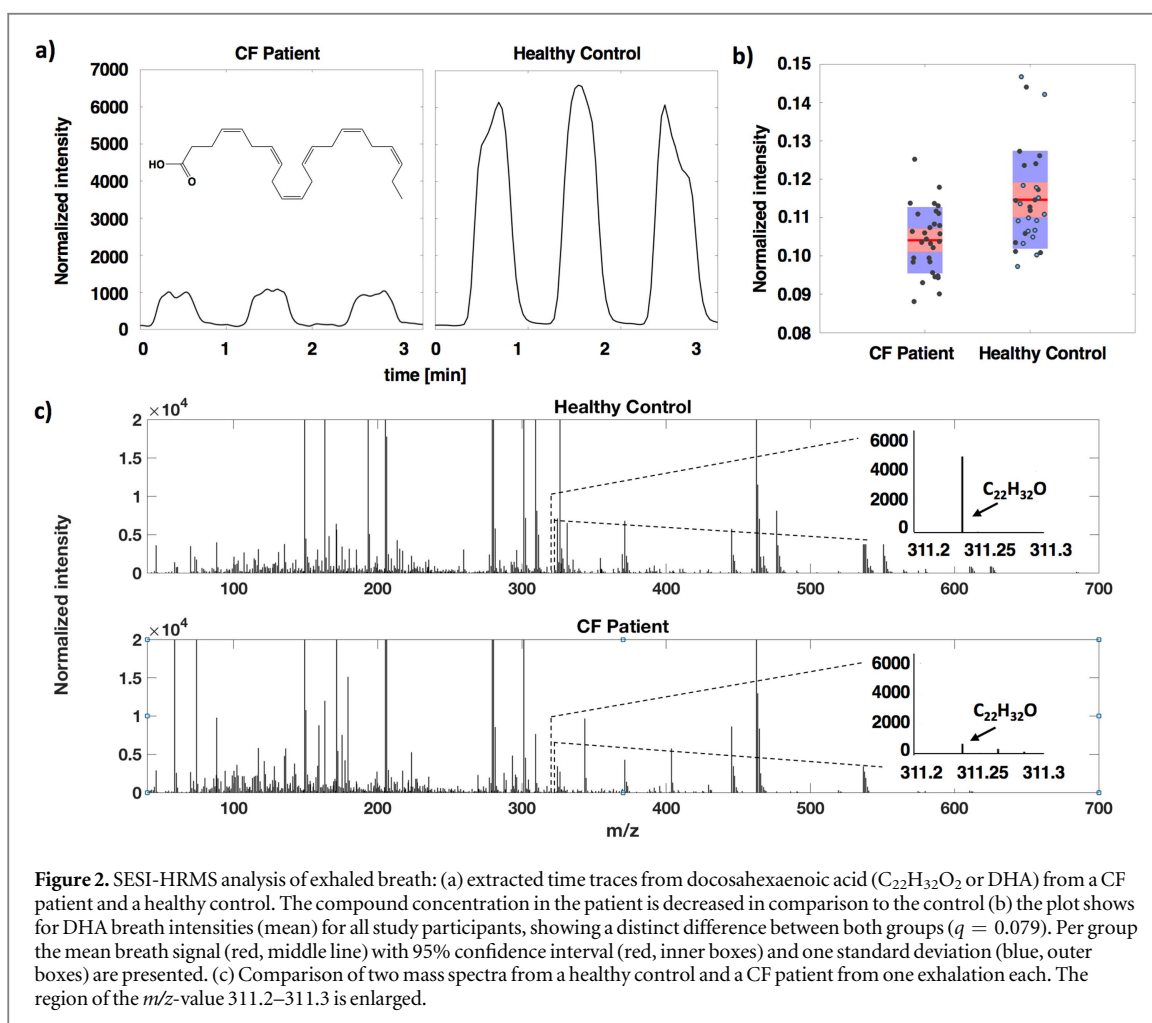 a)
CF Patient
Healthy Control
7000
6000
5000
4000
3000
2000
1000
0
Normalized intensity
HO
O
0 1 2 3
0 1 2 3
time [min]
b)
0.15
0.14
0.13
0.12
0.11
0.10
0.09
0.08
Normalized intensity
CF Patient Healthy Control
c)
Healthy Control
×10⁴
2
1.5
1
0.5
0
100 200 300 400 500 600 700
6000
4000
2000
0
C₂₂H₃₂O
311.2 311.25 311.3
Normalized intensity
CF Patient
×10⁴
2
1.5
1
0.5
0
100 200 300 400 500 600 700
m/z
6000
4000
2000
0
C₂₂H₃₂O
311.2 311.25 311.3
Figure 2. SESI-HRMS analysis of exhaled breath: (a) extracted time traces from docosahexaenoic acid (C₂₂H₃₂O₂ or DHA) from a CF
patient and a healthy control. The compound concentration in the patient is decreased in comparison to the control (b) the plot shows
for DHA breath intensities (mean) for all study participants, showing a distinct difference between both groups (q = 0.079). Per group
the mean breath signal (red, middle line) with 95% confidence interval (red, inner boxes) and one standard deviation (blue, outer
boxes) are presented. (c) Comparison of two mass spectra from a healthy control and a CF patient from one exhalation each. The
region of the m/z-value 311.2–311.3 is enlarged.